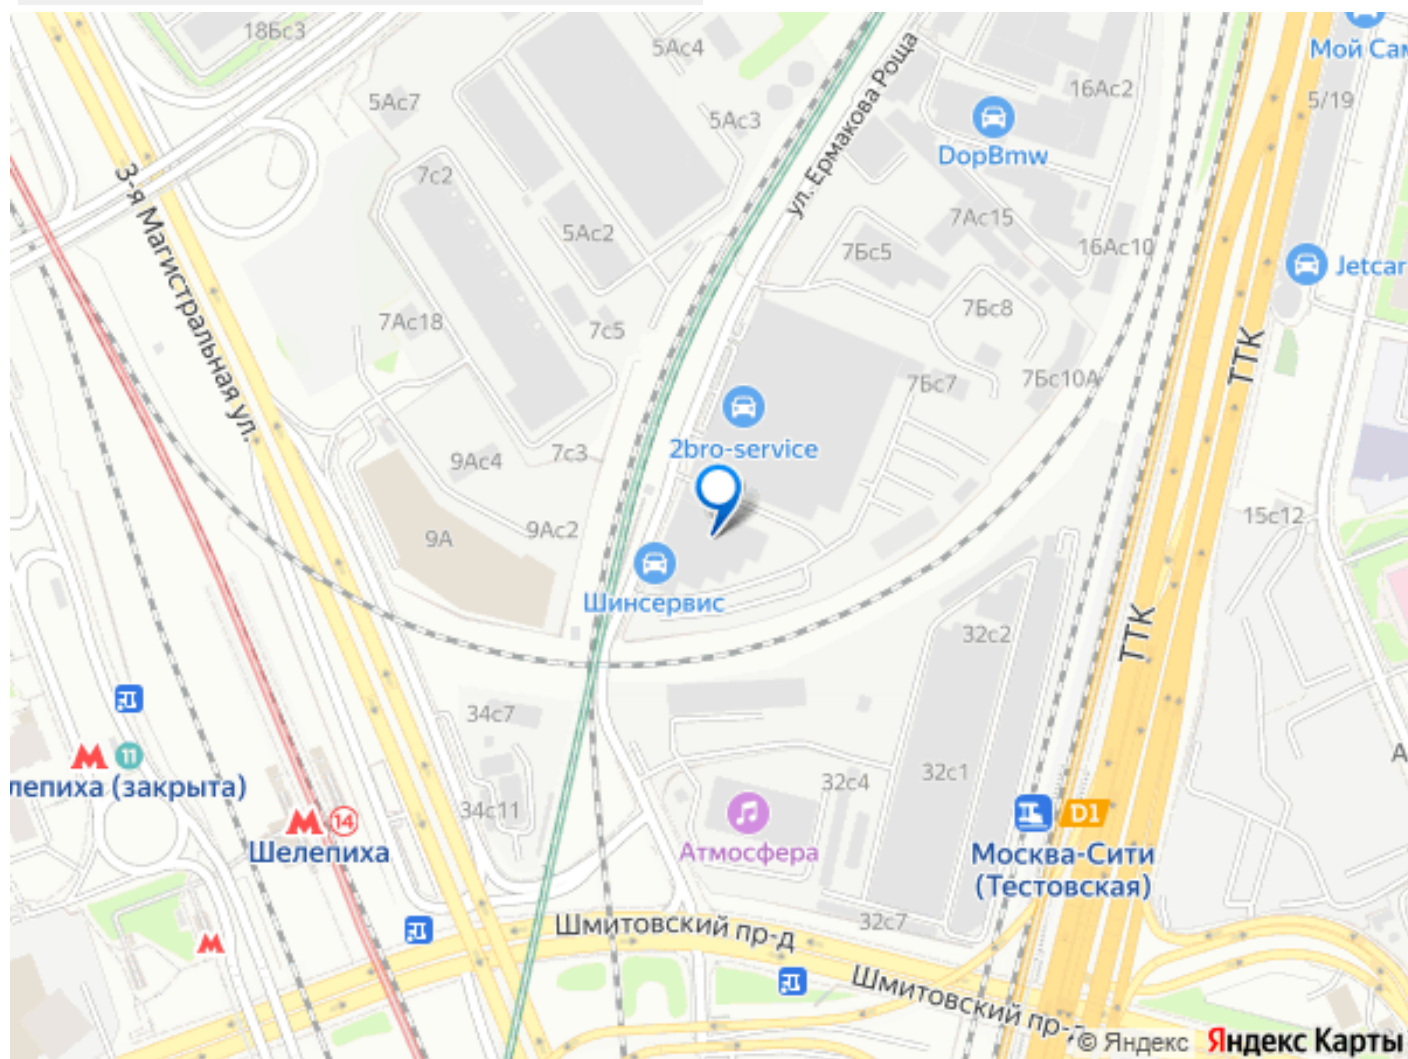 18Бс3
5Ас4
Мой Сам
5Ас7
16Ас2
5/19
5Ас3
ул. Ермакова Роща
DopBmw
3-я Магистральная ул.
7с2
5Ас2
7Ас15
7Бс5
16Ас10
Jetcar
7Ас18
7с5
7Бс8
ТТК
7Бс7
7Бс10А
2bro-service
7с3
9Ас4
9А
9Ас2
15с12
Шинсервис
32с2
ТТК
34с7
11
лепиха (закрыта)
14
Шелепиха
34с11
32с4
32с1
D1
Атмосфера
Москва-Сити
(Тестовская)
32с7
Шмитовский пр-д
Шмитовский пр-д
А
© Яндекс Яндекс Карты